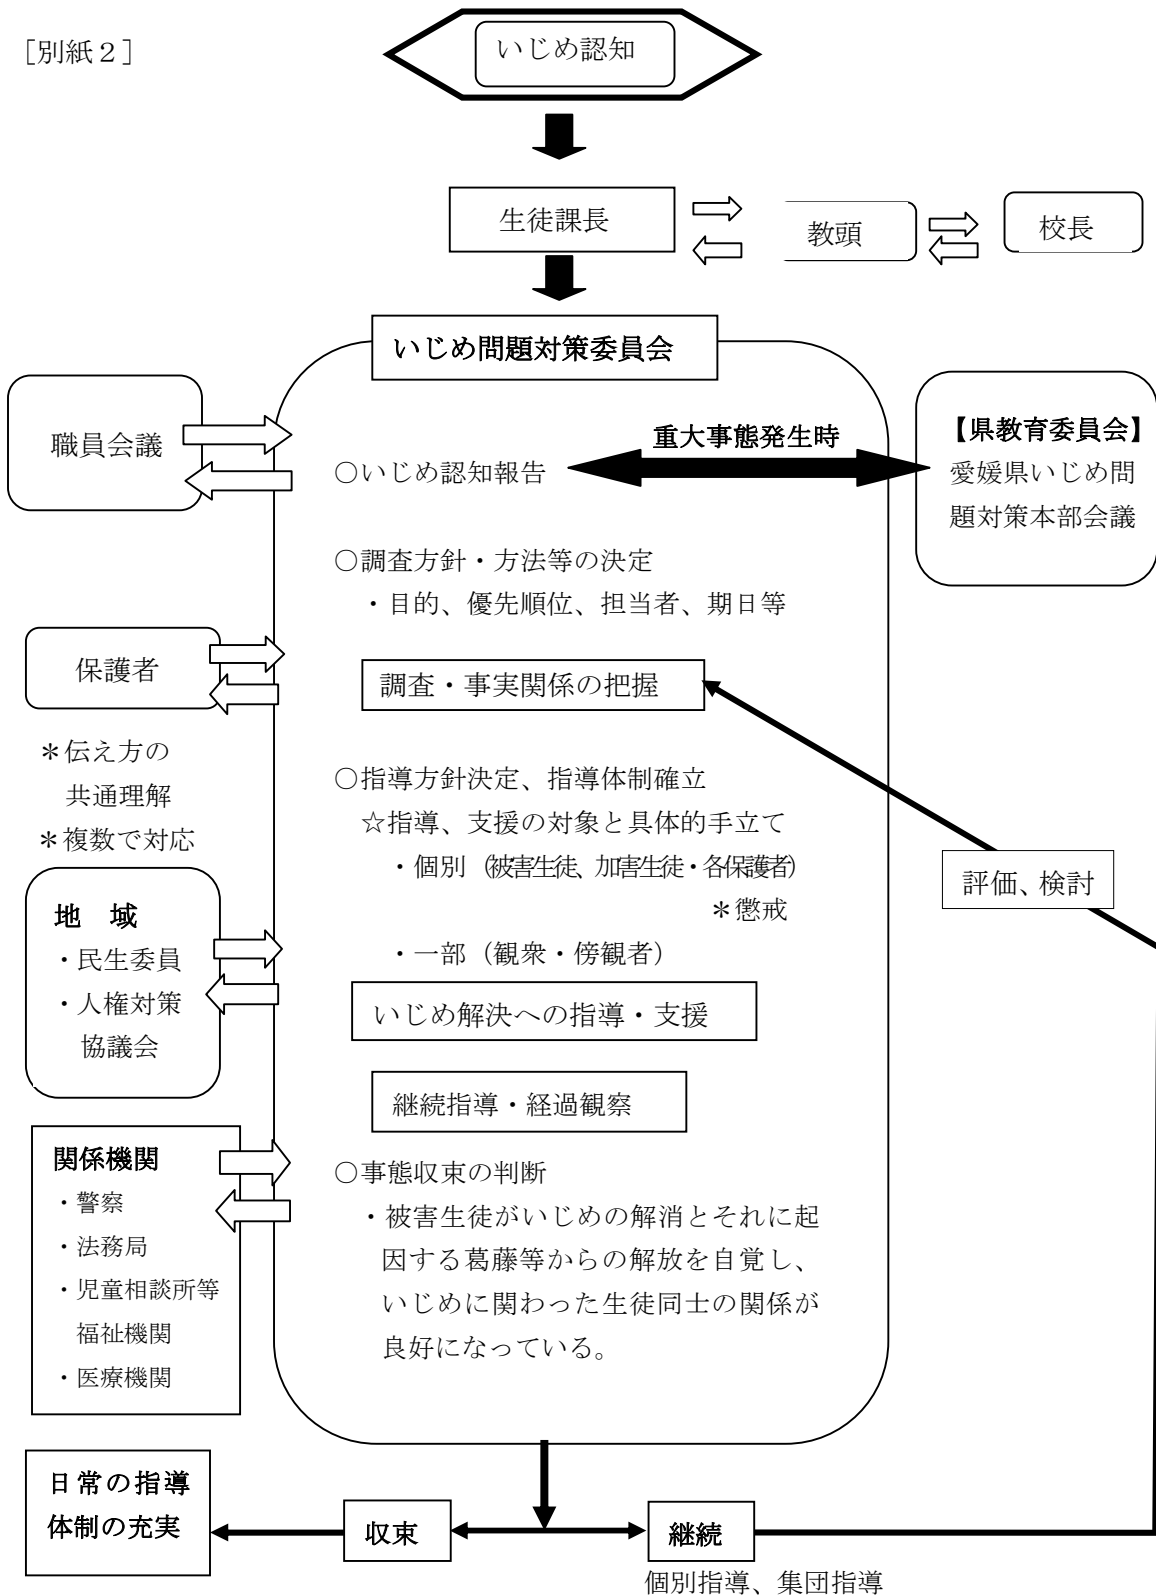 ［別紙２］
いじめ認知
生徒課長
教頭
校長
いじめ問題対策委員会
職員会議
重大事態発生時
○いじめ認知報告
【県教育委員会】
愛媛県いじめ問
題対策本部会議
○調査方針・方法等の決定
・目的、優先順位、担当者、期日等
保護者
調査・事実関係の把握
＊伝え方の
共通理解
＊複数で対応
○指導方針決定、指導体制確立
☆指導、支援の対象と具体的手立て
・個別（被害生徒、加害生徒・各保護者）
＊懲戒
・一部（観衆・傍観者）
評価、検討
地　域
・民生委員
・人権対策
協議会
いじめ解決への指導・支援
継続指導・経過観察
関係機関
・警察
・法務局
・児童相談所等
福祉機関
・医療機関
○事態収束の判断
・被害生徒がいじめの解消とそれに起
因する葛藤等からの解放を自覚し、
いじめに関わった生徒同士の関係が
良好になっている。
日常の指導
体制の充実
収束
継続
個別指導、集団指導